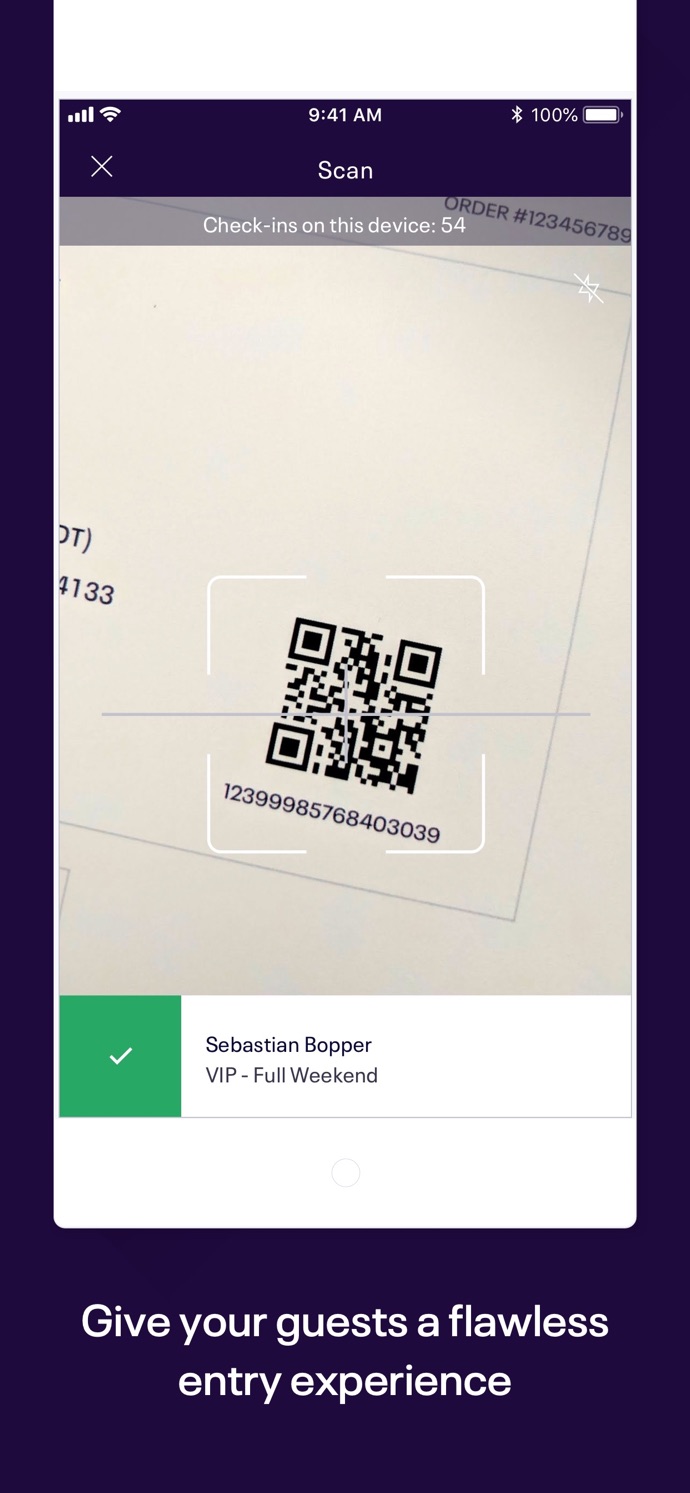 9:41 AM
100%
Scan
ORDER #123456789
Check-ins on this device: 54
4133
12399985768403039
Sebastian Bopper
VIP - Full Weekend
Give your guests a flawless
entry experience